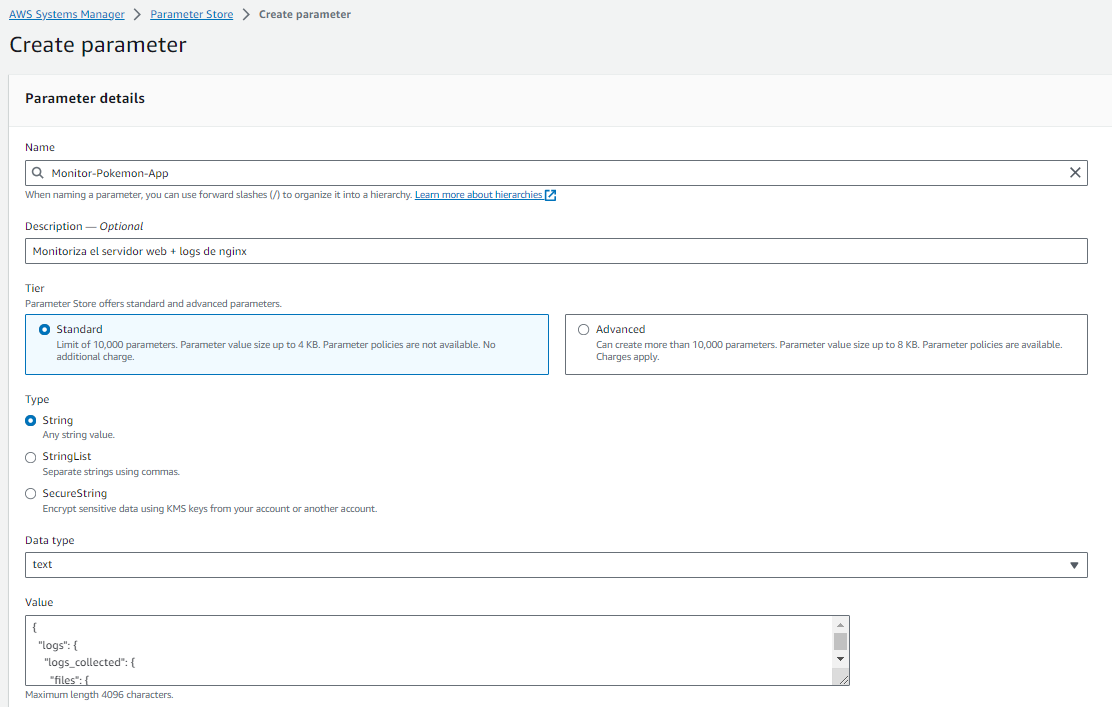 AWS Systems Manager > Parameter Store > Create parameter
Create parameter
Parameter details
Name
Monitor-Pokemon-App
When naming a parameter, you can use forward slashes (/) to organize it into a hierarchy. Learn more about hierarchies
Description — Optional
Monitoriza el servidor web + logs de nginx
Tier
Parameter Store offers standard and advanced parameters.
Standard
Limit of 10,000 parameters. Parameter value size up to 4 KB. Parameter policies are not available. No
additional charge.
Advanced
Can create more than 10,000 parameters. Parameter value size up to 8 KB. Parameter policies are available.
Charges apply.
Type
String
Any string value.
StringList
Separate strings using commas.
SecureString
Encrypt sensitive data using KMS keys from your account or another account.
Data type
text
Value
{
"logs": {
"logs_collected": {
"files": {
Maximum length 4096 characters.